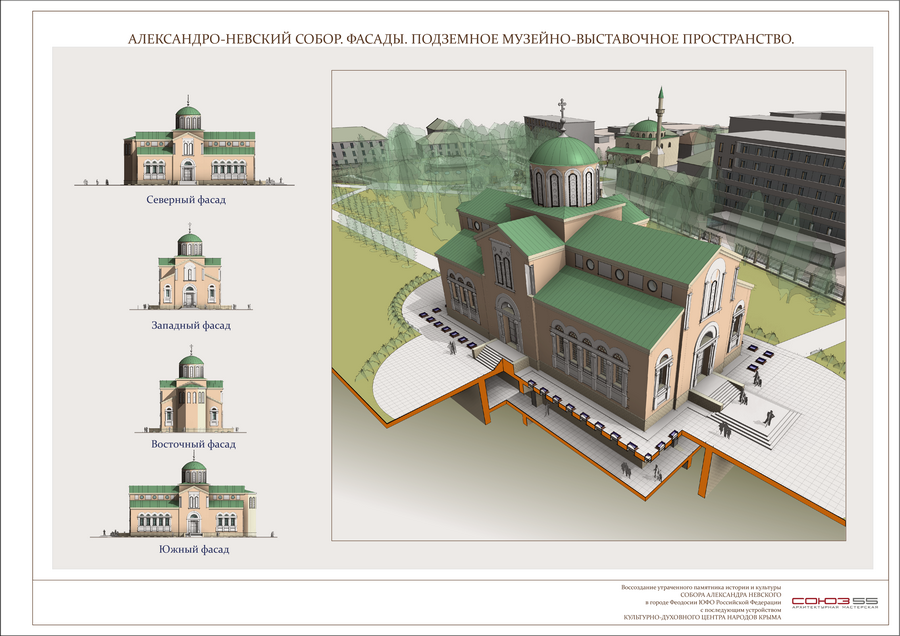 АЛЕКСАНДРО-НЕВСКИЙ СОБОР. ФАСАДЫ. ПОДЗЕМНОЕ МУЗЕЙНО-ВЫСТАВОЧНОЕ ПРОСТРАНСТВО.
Северный фасад
Западный фасад
Восточный фасад
Южный фасад
Воссоздание утраченного памятника истории и культуры
СОБОРА АЛЕКСАНДРА НЕВСКОГО
в городе Феодосии ЮФО Российской Федерации
с последующим устройством
КУЛЬТУРНО-ДУХОВНОГО ЦЕНТРА НАРОДОВ КРЫМА
СОЮЗ 55
АРХИТЕКТУРНАЯ МАСТЕРСКАЯ